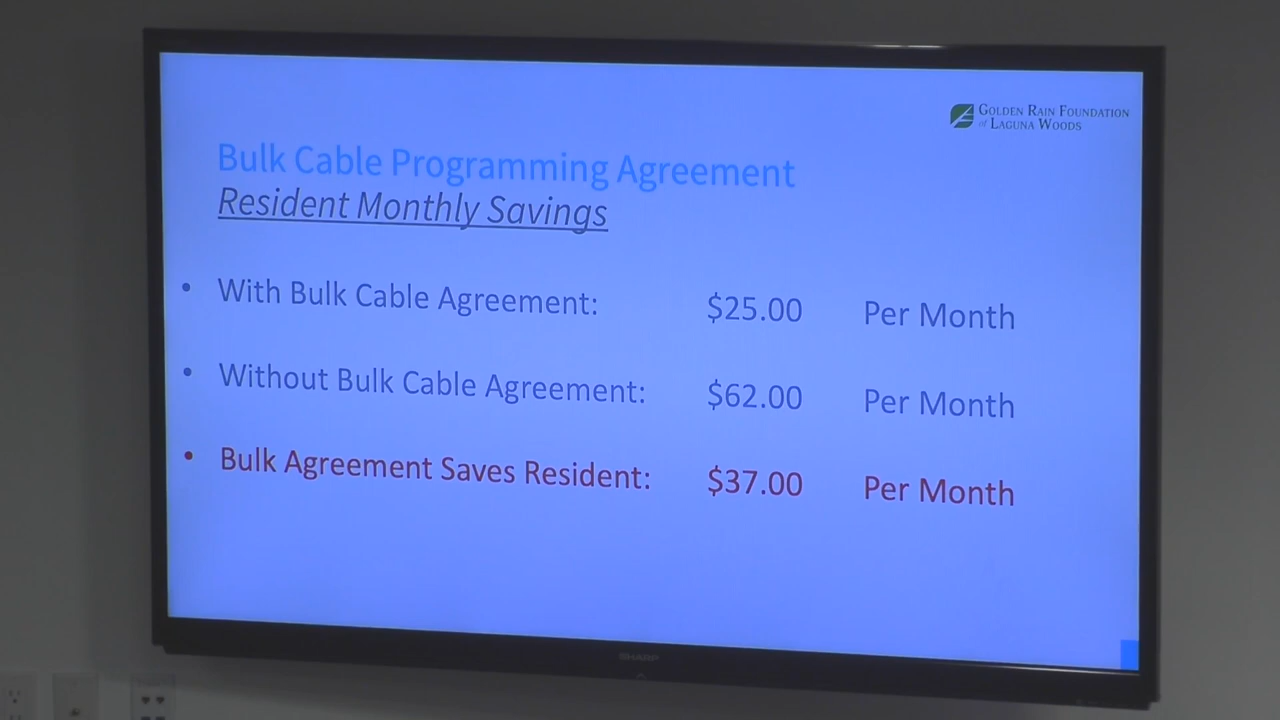 GOLDEN RAIN FOUNDATION
of LAGUNA WOODS
Bulk Cable Programming Agreement
Resident Monthly Savings
• With Bulk Cable Agreement: $25.00 Per Month
• Without Bulk Cable Agreement: $62.00 Per Month
• Bulk Agreement Saves Resident: $37.00 Per Month
SHARP